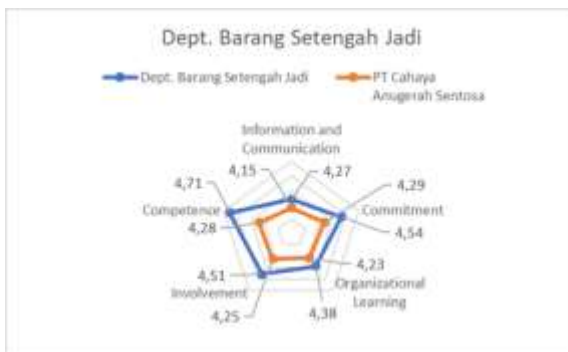 Dept. Barang Setengah Jadi
Dept. Barang Setengah Jadi
PT Cahaya
Anugerah Sentosa
Information and
Communication
4,15
4,27
4,71
4,29
Competence
Commitment
4,28
4,54
4,51
4,23
Involvement
Organizational
Learning
4,25
4,38